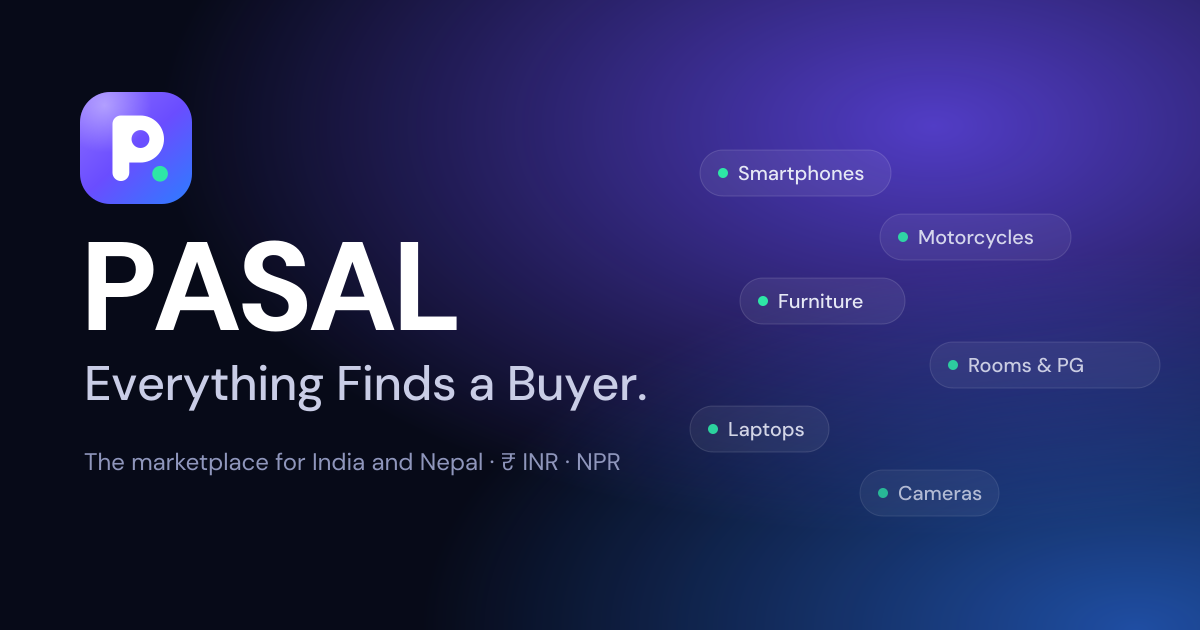 P.
PASAL
Everything Finds a Buyer.
The marketplace for India and Nepal · ₹ INR · NPR
Smartphones
Motorcycles
Furniture
Rooms & PG
Laptops
Cameras